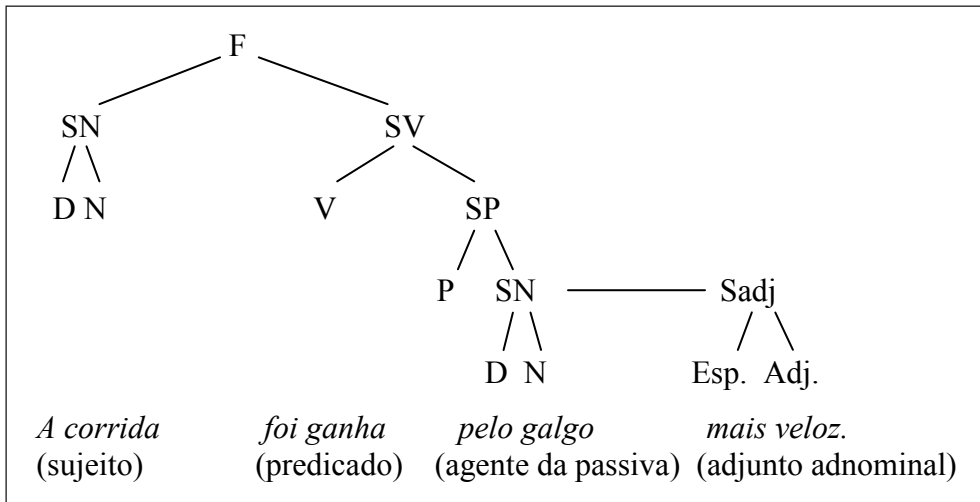 F
SN SV
D N V SP
P SN Sadj
D N Esp. Adj.
A corrida foi ganha pelo galgo mais veloz.
(sujeito) (predicado) (agente da passiva) (adjunto adnominal)